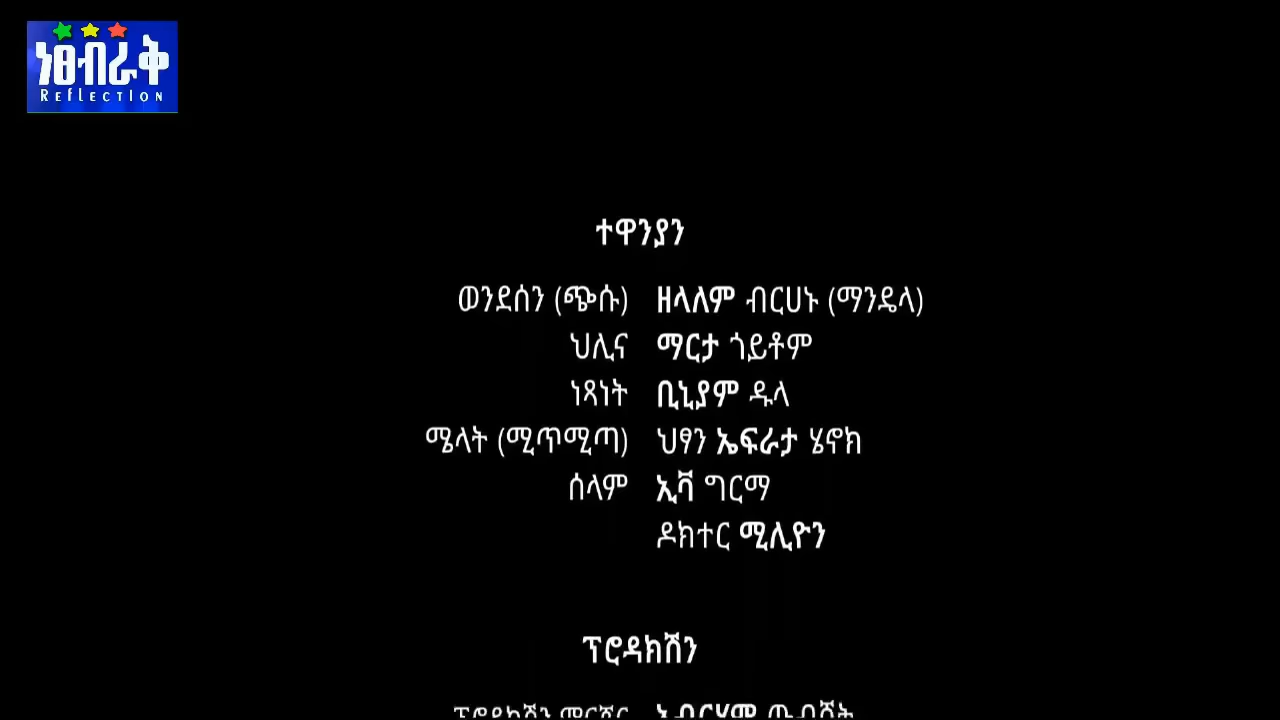 ነፀብራቅ
REFLECTION
ተዋንያን
ወንደሰን (ጭሱ) ዘላለም ብርሀኑ (ማንዴላ)
ህሊና ማርታ ጎይቶም
ነጻነት ቢኒያም ዱላ
ሜላት (ሚጥሚጣ) ህፃን ኤፍራታ ሄኖክ
ሰላም ኢቫ ግርማ
ዶክተር ሚሊዮን
ፕሮዳክሽን
ፕሮዳክሽን